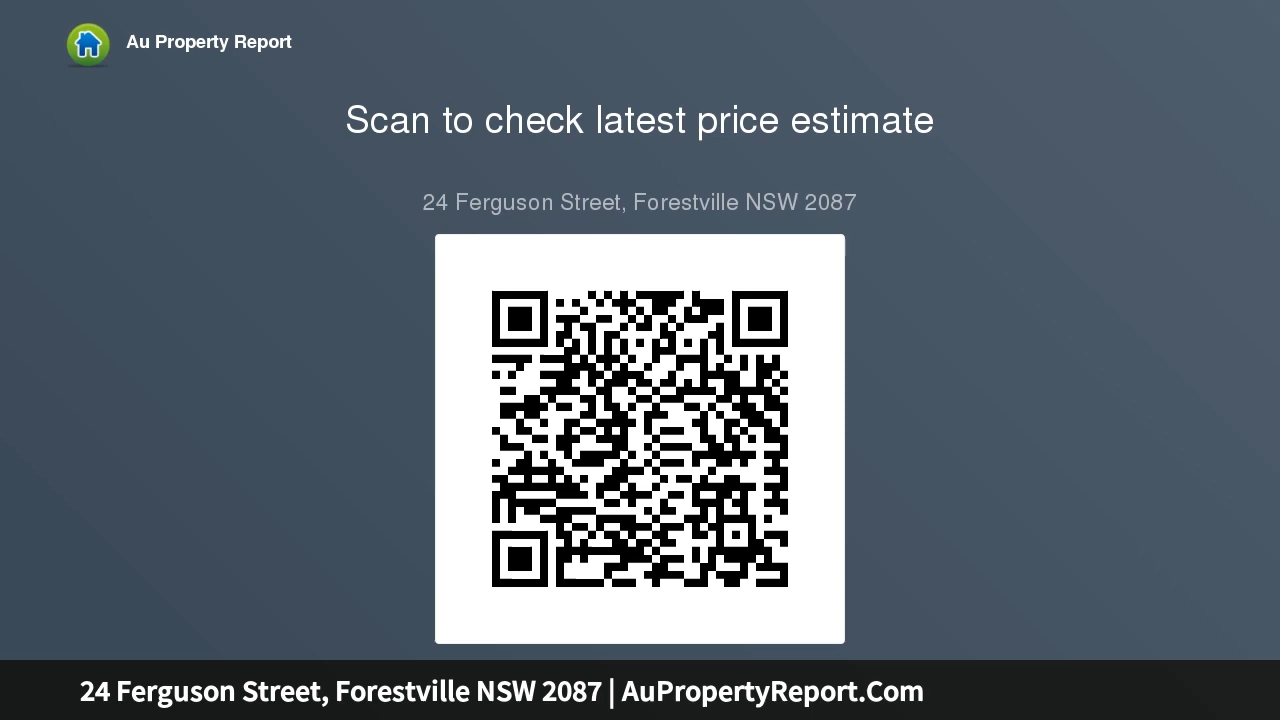 Au Property Report
Scan to check latest price estimate
24 Ferguson Street, Forestville NSW 2087
24 Ferguson Street, Forestville NSW 2087 | AuPropertyReport.Com